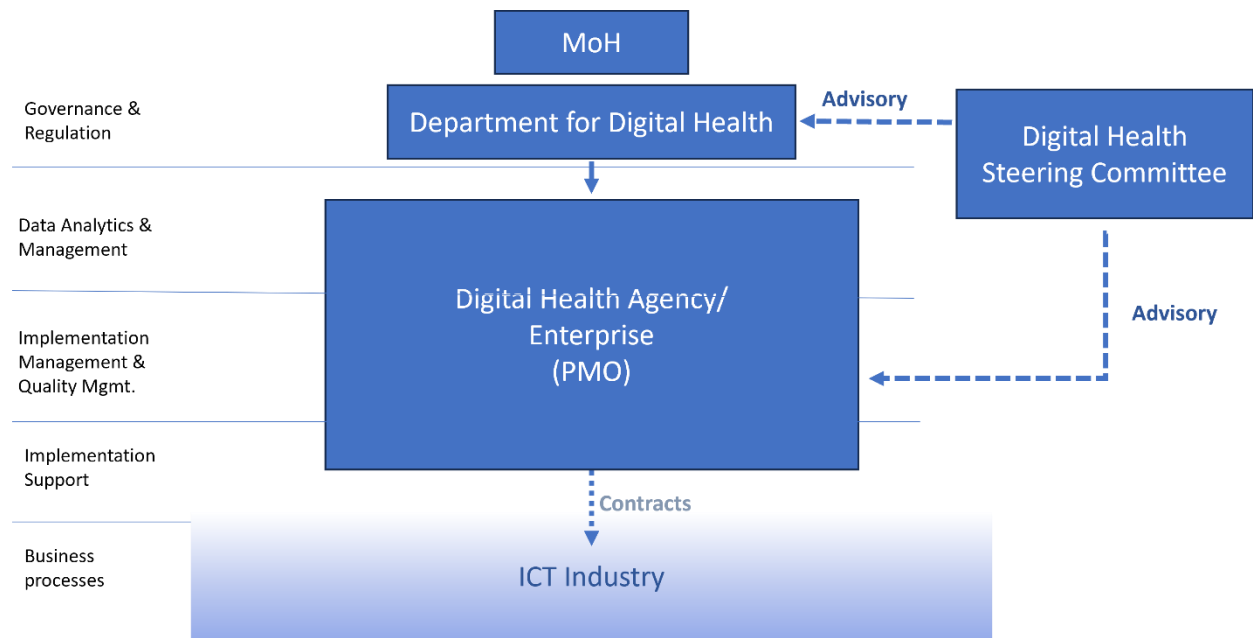 MoH
Governance &
Regulation
Department for Digital Health
Advisory
Digital Health
Steering Committee
Data Analytics &
Management
Digital Health Agency/
Enterprise
(PMO)
Advisory
Implementation
Management &
Quality Mgmt.
Implementation
Support
Contracts
Business
processes
ICT Industry